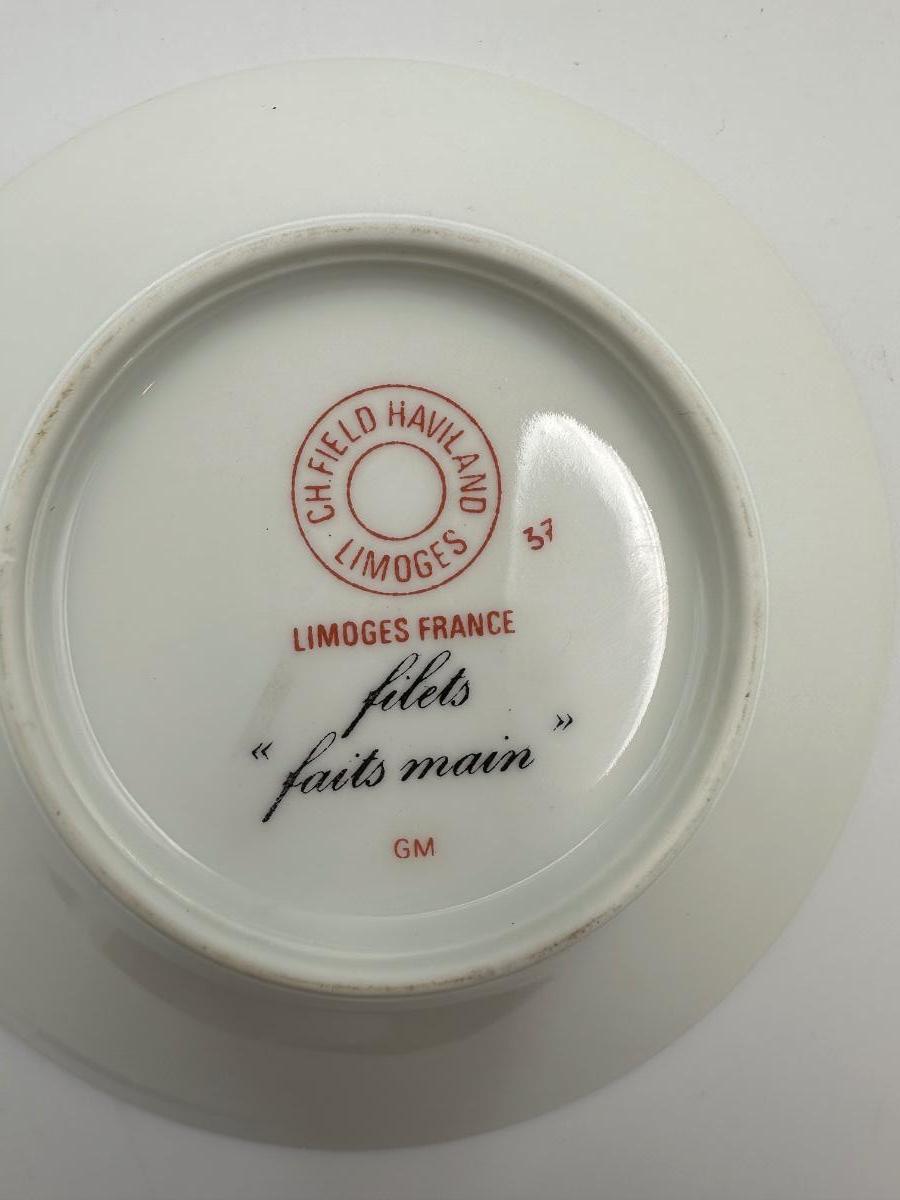 CH. FIELD HAVILAND
LIMOGES
37
LIMOGES FRANCE
filets
« faits main »
GM